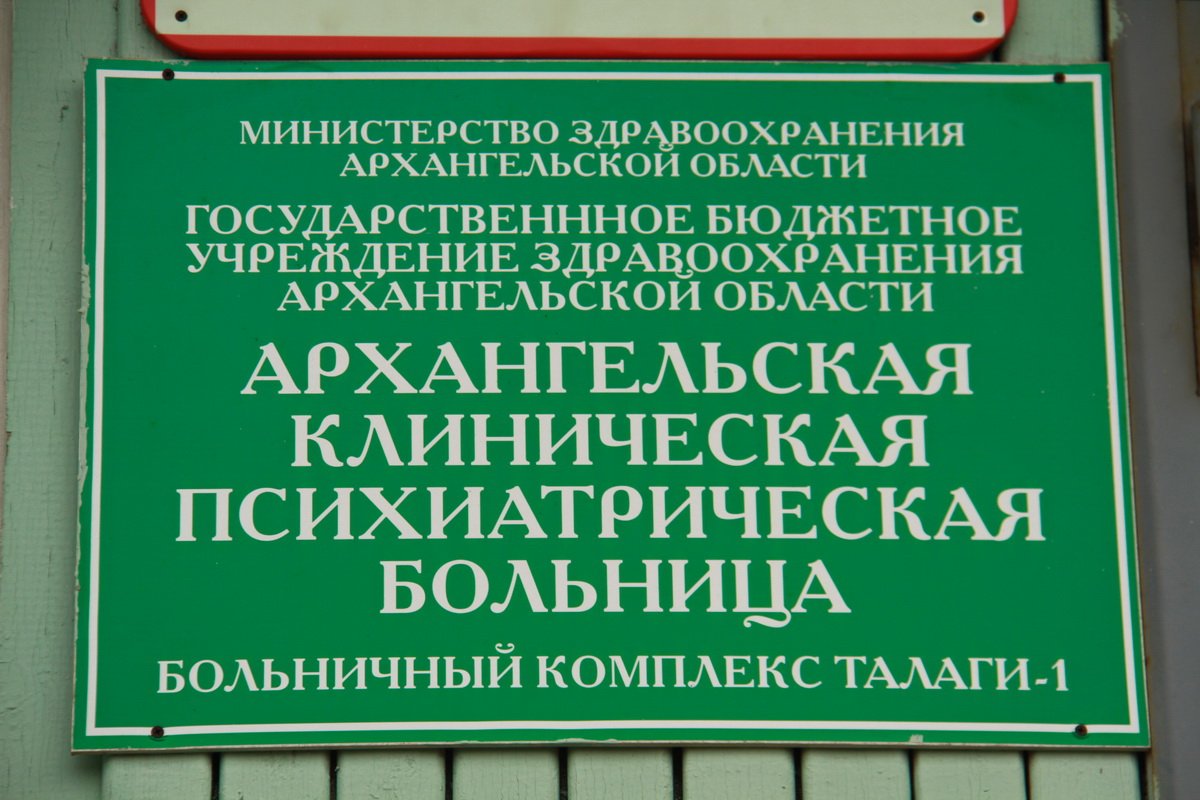 МИНИСТЕРСТВО ЗДРАВООХРАНЕНИЯ
АРХАНГЕЛЬСКОЙ ОБЛАСТИ
ГОСУДАРСТВЕНННОЕ БЮДЖЕТНОЕ
УЧРЕЖДЕНИЕ ЗДРАВООХРАНЕНИЯ
АРХАНГЕЛЬСКОЙ ОБЛАСТИ
АРХАНГЕЛЬСКАЯ
КЛИНИЧЕСКАЯ
ПСИХИАТРИЧЕСКАЯ
БОЛЬНИЦА
БОЛЬНИЧНЫЙ КОМПЛЕКС ТАЛАГИ-1